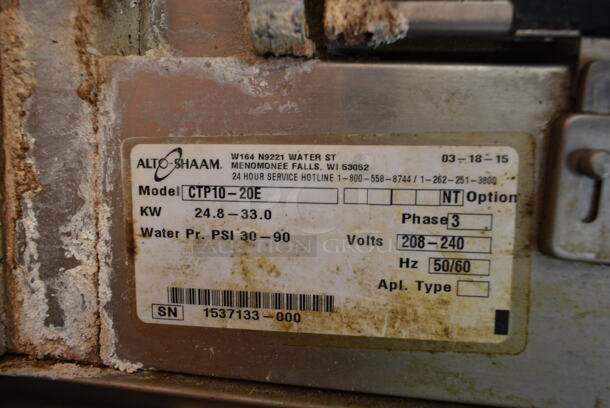 ALTO-SHAAM. W164 N9221 WATER ST 03-18-15
MENOMONEE FALLS, WI 53052
24 HOUR SERVICE HOTLINE 1-800-558-8744 / 1-262-251-3800
Model CTP10-20E NT Option
KW 24.8-33.0 Phase 3
Water Pr. PSI 30-90 Volts 208-240
AUCTION GROUP
Hz 50/60
Apl. Type
SN 1537133-000